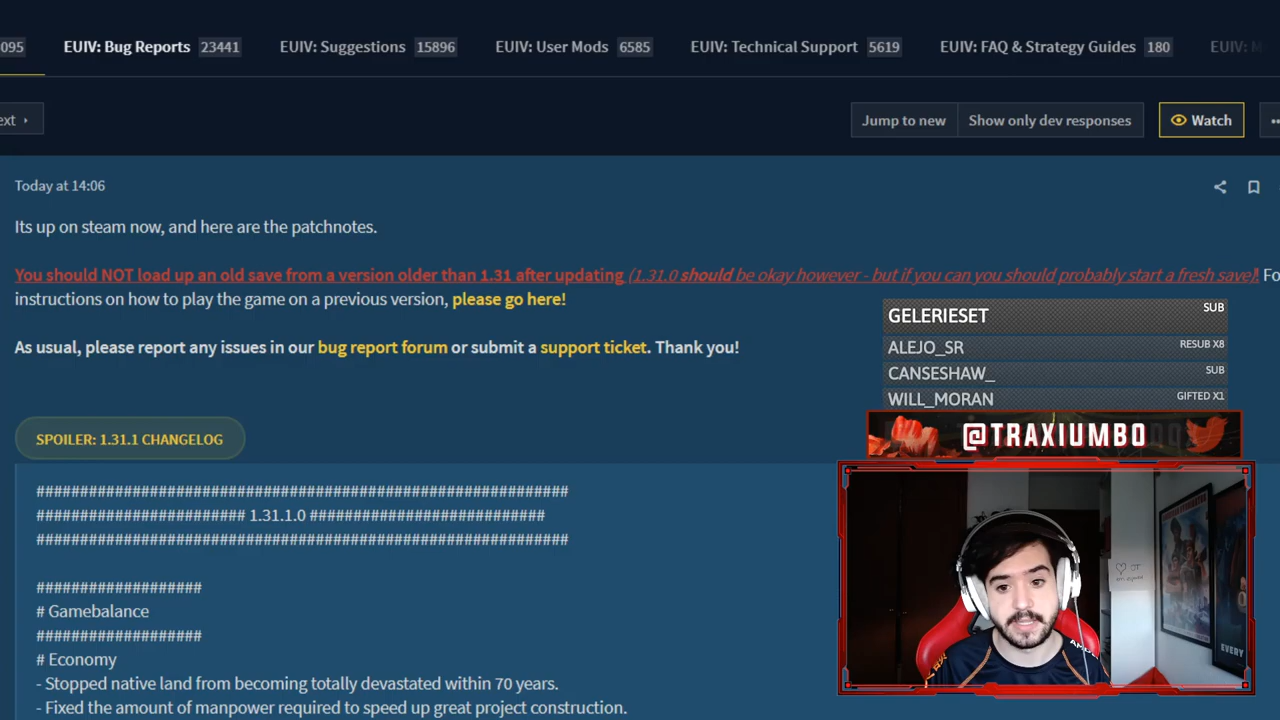 095
EUIV: Bug Reports 23441
EUIV: Suggestions 15896
EUIV: User Mods 6585
EUIV: Technical Support 5619
EUIV: FAQ & Strategy Guides 180
EUIV:
ext
Jump to new
Show only dev responses
Watch
Today at 14:06
Its up on steam now, and here are the patchnotes.
You should NOT load up an old save from a version older than 1.31 after updating (1.31.0 should be okay however - but if you can you should probably start a fresh save)! Fo
instructions on how to play the game on a previous version, please go here!
As usual, please report any issues in our bug report forum or submit a support ticket. Thank you!
GELERIESET SUB
ALEJO_SR RESUB X8
CANSESHAW_ SUB
WILL_MORAN GIFTED X1
@TRAXIUMBO
SPOILER: 1.31.1 CHANGELOG
############################################################
######################## 1.31.1.0 ###########################
############################################################
###################
# Gamebalance
###################
# Economy
- Stopped native land from becoming totally devastated within 70 years.
- Fixed the amount of manpower required to speed up great project construction.
EVERY